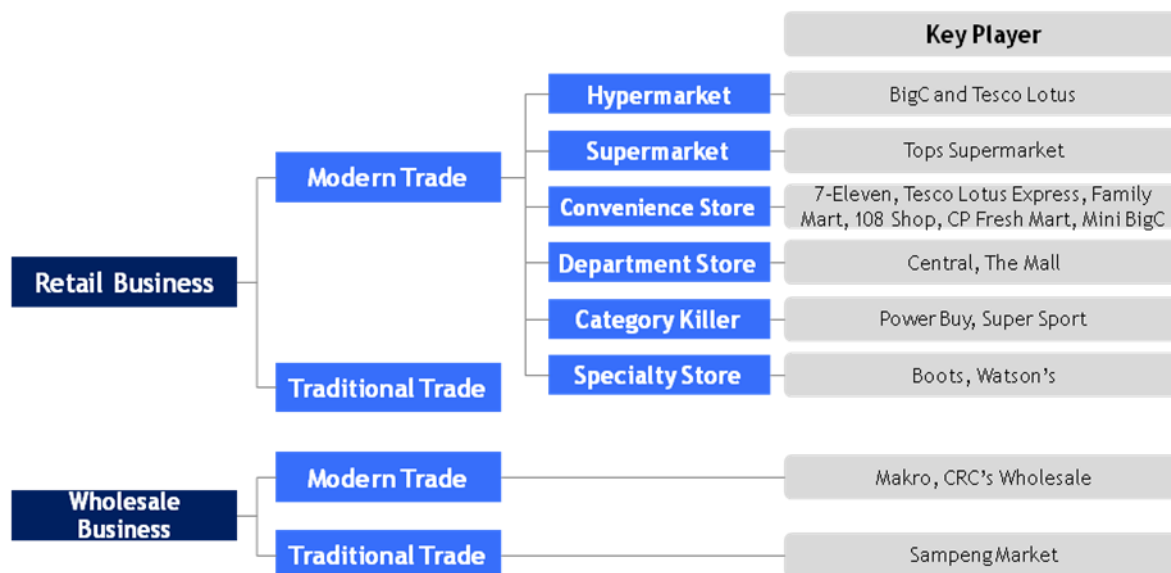 Key Player
Hypermarket
BigC and Tesco Lotus
Supermarket
Tops Supermarket
Modern Trade
Convenience Store
7-Eleven, Tesco Lotus Express, Family
Mart, 108 Shop, CP Fresh Mart, Mini BigC
Department Store
Central, The Mall
Retail Business
Category Killer
Power Buy, Super Sport
Specialty Store
Boots, Watson's
Traditional Trade
Modern Trade
Makro, CRC's Wholesale
Wholesale
Business
Traditional Trade
Sampeng Market